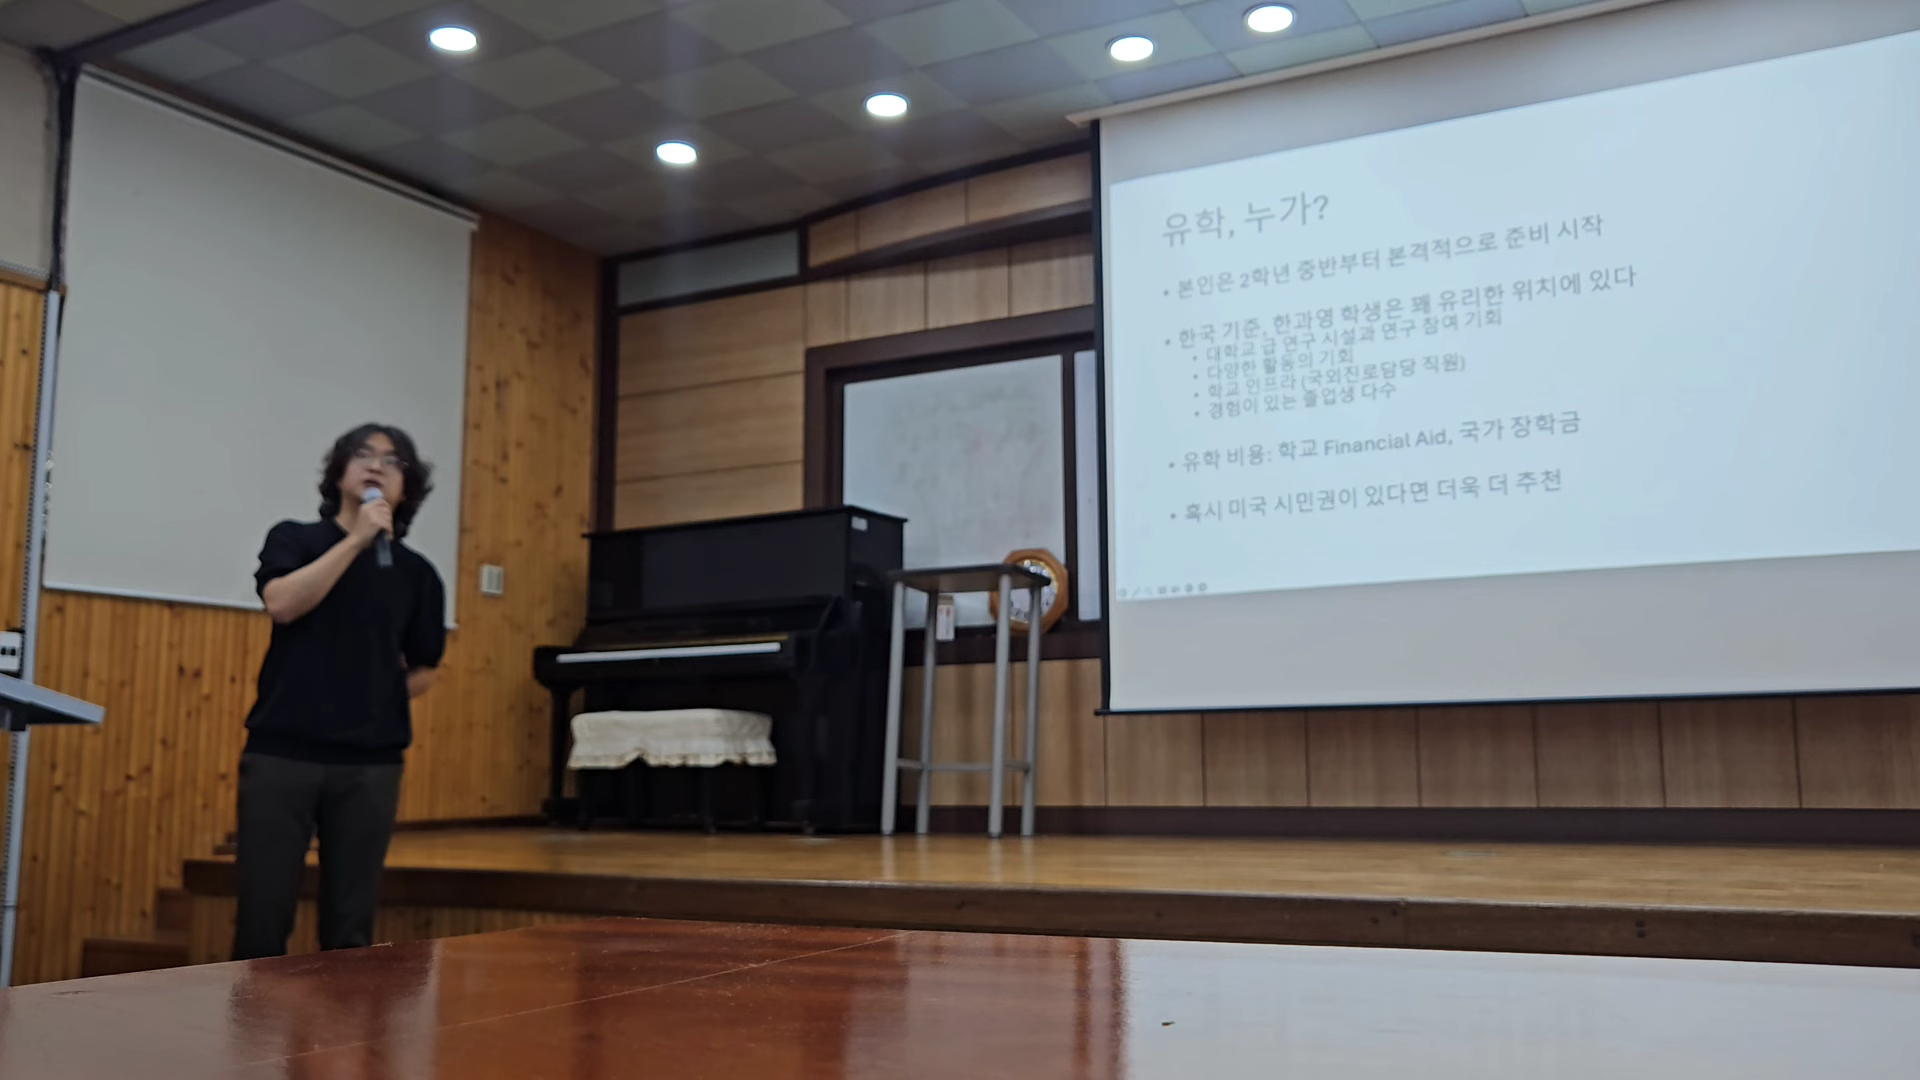 유학, 누가?
• 본인은 2학년 중반부터 본격적으로 준비 시작
• 한국 기준, 한과영 학생은 꽤 유리한 위치에 있다
• 대학교 급 연구 시설과 연구 참여 기회
• 다양한 활동의 기회
• 학교 인프라 (국외진로담당 직원)
• 경험이 있는 졸업생 다수
• 유학 비용: 학교 Financial Aid, 국가 장학금
• 혹시 미국 시민권이 있다면 더욱 더 추천